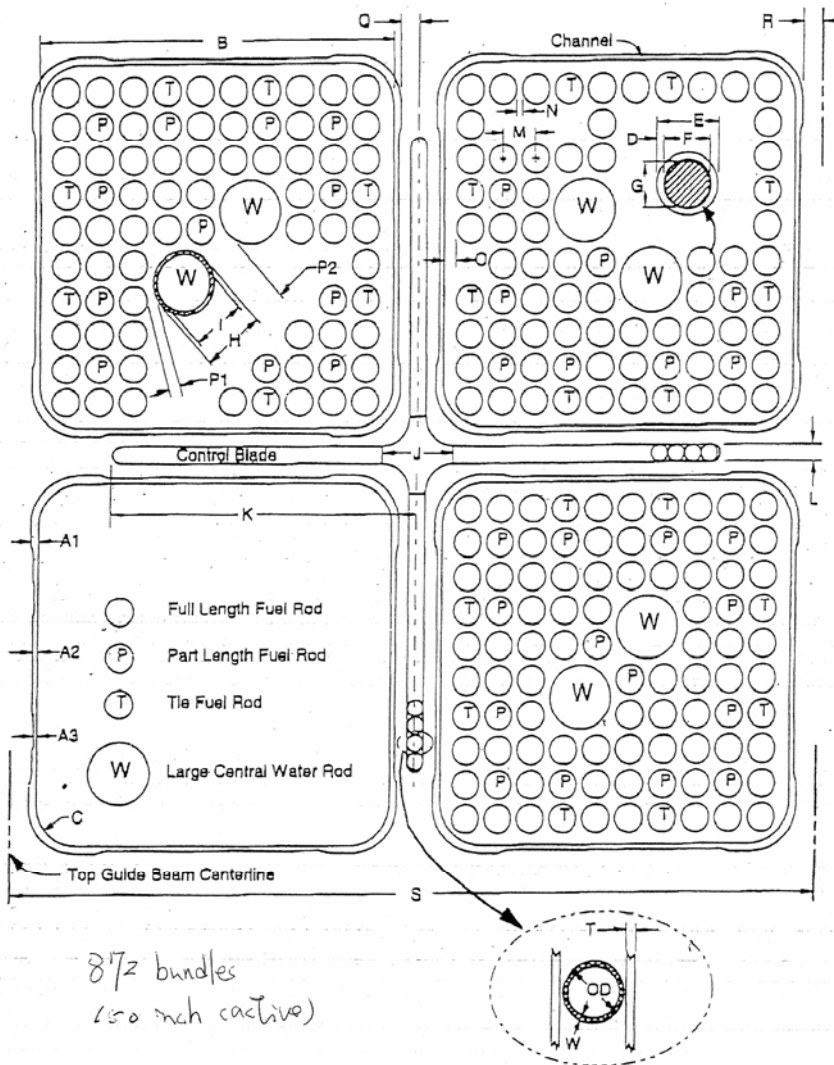 Q
R
B
Channel
T T
P P P P
T P P T
P
W
W
T P P T
P P P
T
P2
I
H
P1
T T
N
M
E
D F
G
T P T
W
O
P
W
T P P T
P P P P
T T
Control Blade
J
L
K
A1
A2
A3
C
Full Length Fuel Rod
P Part Length Fuel Rod
T Tie Fuel Rod
W Large Central Water Rod
T T
P P P P
T P P T
W
P
W P
T P P T
P P P P
T T
Top Guide Beam Centerline
S
T
OD
W
872 bundles